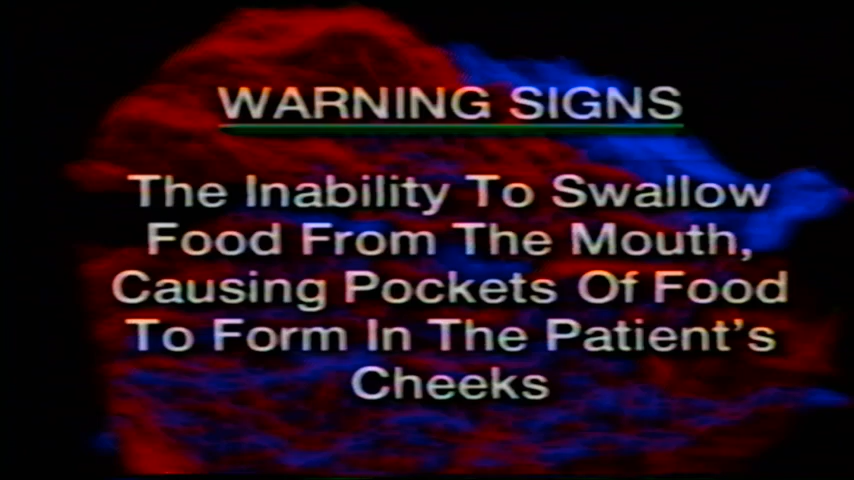 WARNING SIGNS
The Inability To Swallow
Food From The Mouth,
Causing Pockets Of Food
To Form In The Patient's
Cheeks